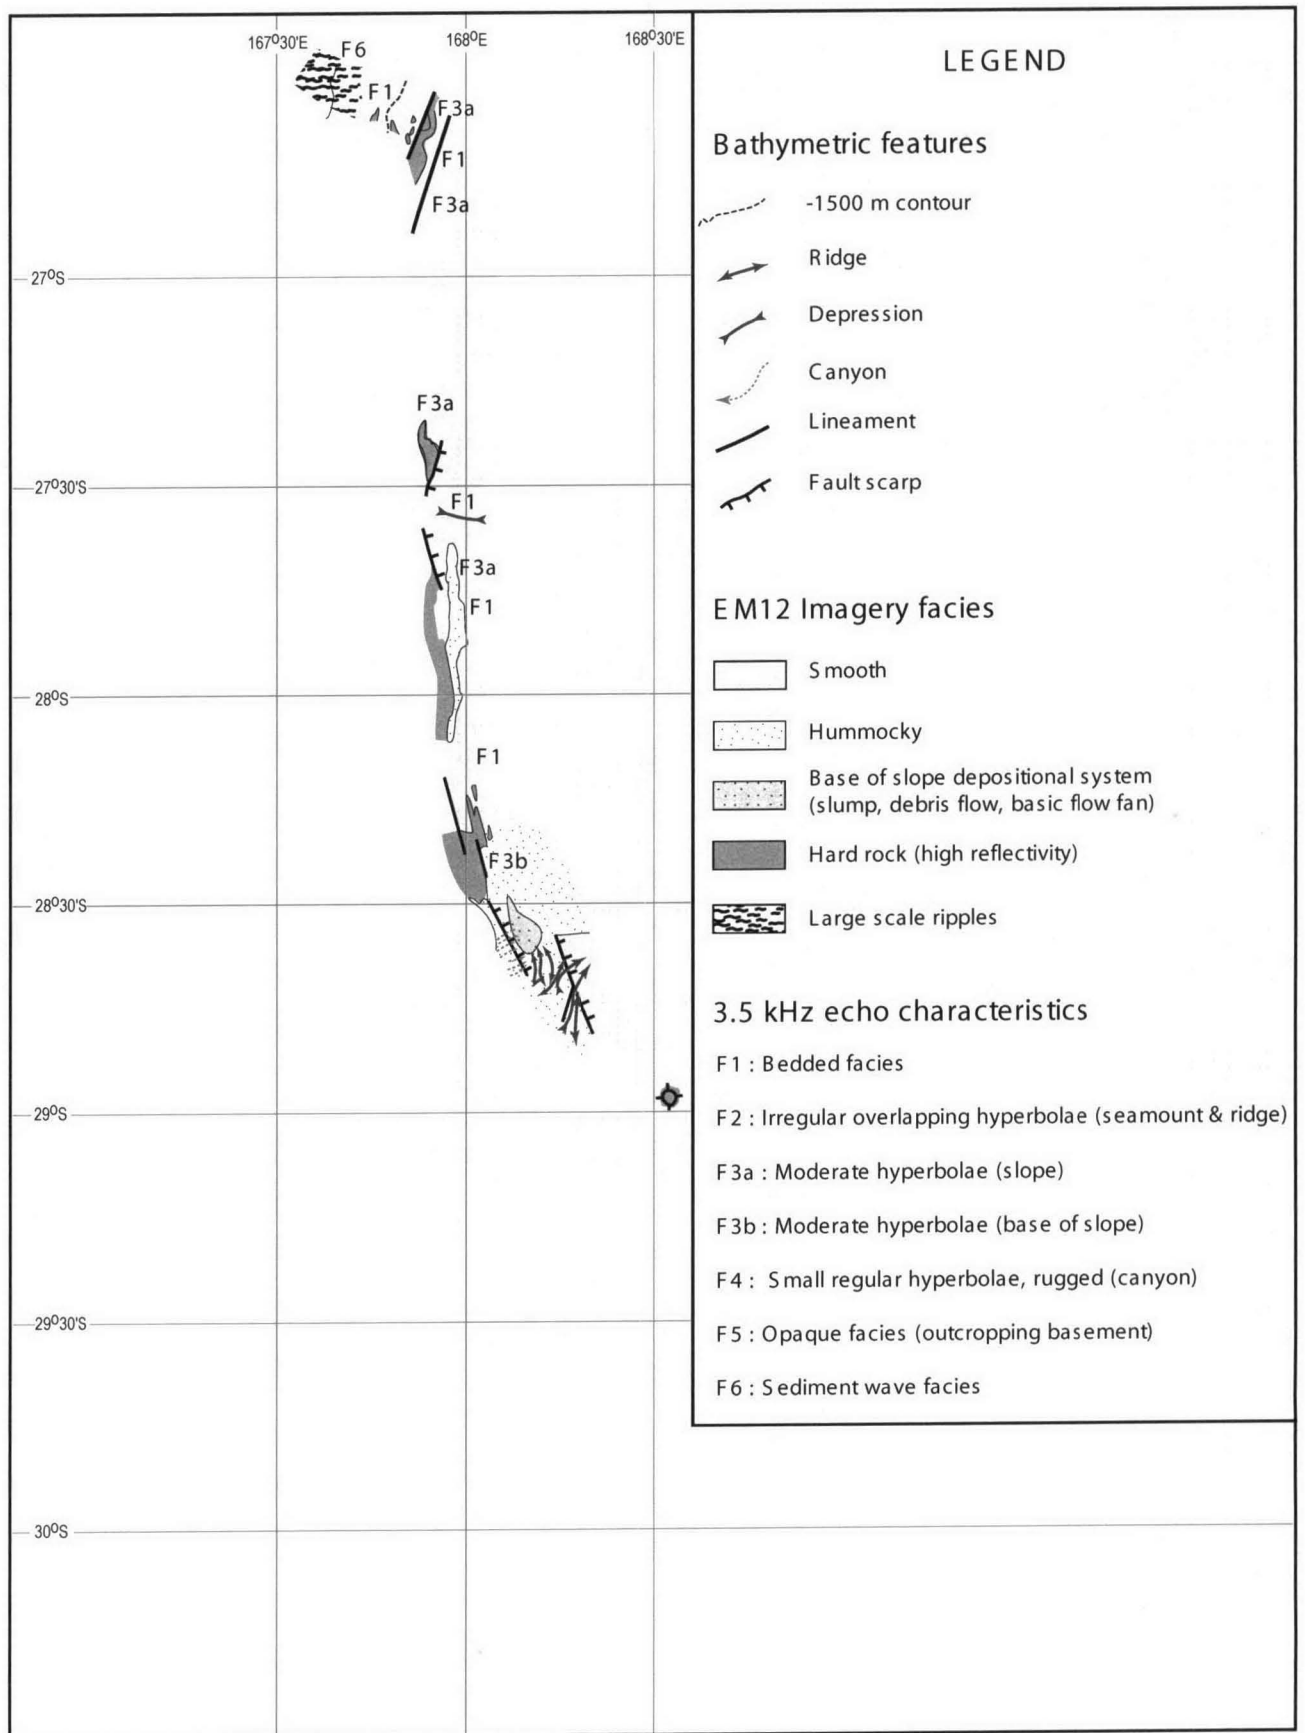 167°30'E
168°E
168°30'E
F6
F1
F3a
F1
F3a
27°S
F3a
27°30'S
F1
F3a
F1
28°S
F1
F3b
28°30'S
29°S
29°30'S
30°S
LEGEND
Bathymetric features
-1500 m contour
Ridge
Depression
Canyon
Lineament
Fault scarp
EM12 Imagery facies
Smooth
Hummocky
Base of slope depositional system
(slump, debris flow, basic flow fan)
Hard rock (high reflectivity)
Large scale ripples
3.5 kHz echo characteristics
F1 : Bedded facies
F2 : Irregular overlapping hyperbolae (seamount & ridge)
F3a : Moderate hyperbolae (slope)
F3b : Moderate hyperbolae (base of slope)
F4 : Small regular hyperbolae, rugged (canyon)
F5 : Opaque facies (outcropping basement)
F6 : Sediment wave facies